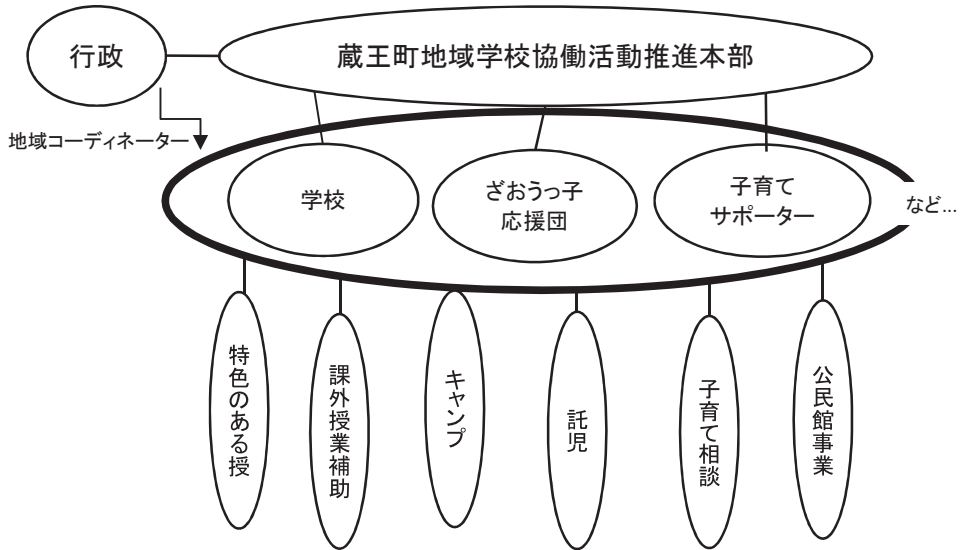 行政
蔵王町地域学校協働活動推進本部
地域コーディネーター
学校
ざおうっ子
応援団
子育て
サポーター
など…
特色のある授
課外授業補助
キャンプ
託児
子育て相談
公民館事業